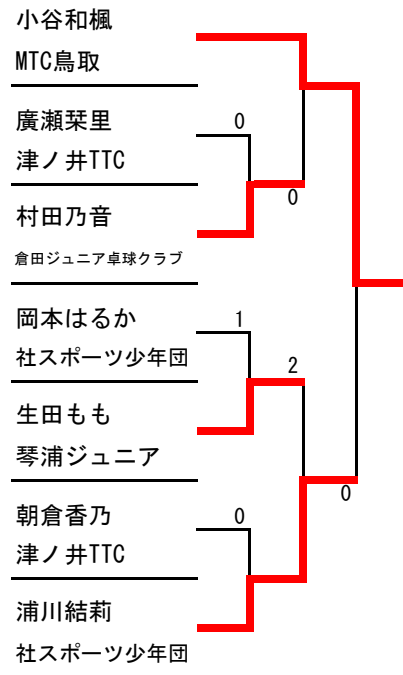 小谷和楓
MTC鳥取
廣瀬琹里
0
津ノ井TTC
村田乃音
0
倉田ジュニア卓球クラブ
岡本はるか
1
社スポーツ少年団
2
生田もも
琴浦ジュニア
0
朝倉香乃
0
津ノ井TTC
浦川結莉
社スポーツ少年団